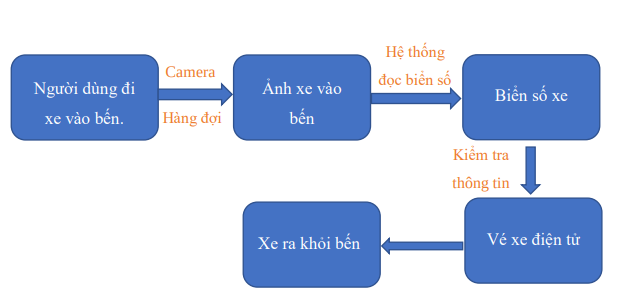 Người dùng đi
xe vào bến.
Camera
Hàng đợi
Ảnh xe vào
bến
Hệ thống
đọc biển số
Biển số xe
Kiểm tra
thông tin
Vé xe điện tử
Xe ra khỏi bến